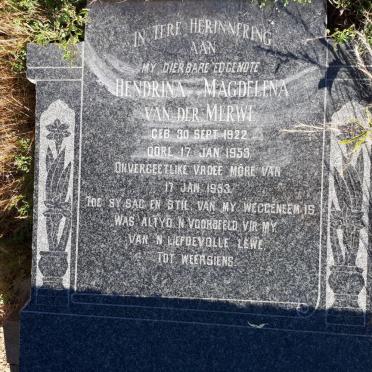 IN TERE HERINNERING
AAN
MY DIERBARE EGGENOTE
HENDRINA MAGDELENA
VAN DER MERWE
GEB 30 SEPT. 1922
OORL 17 JAN 1953.
ONVERGEETLIKE VROEË MÔRE VAN
17 JAN 1953.
TOE SY SAG EN STIL VAN MY WEGGENEEM IS
WAS ALTYD 'N VOORBEELD VIR MY
VAN 'N LIEFDEVOLLE LEWE.
TOT WEERSIENS.